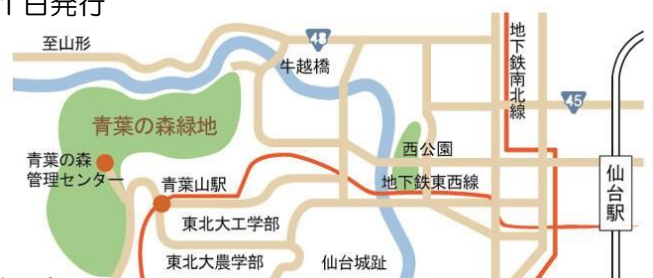 1日発行
至山形
48
牛越橋
地下鉄南北線
45
青葉の森緑地
西公園
青葉の森
管理センター
青葉山駅
地下鉄東西線
仙台駅
東北大工学部
東北大農学部
仙台城趾